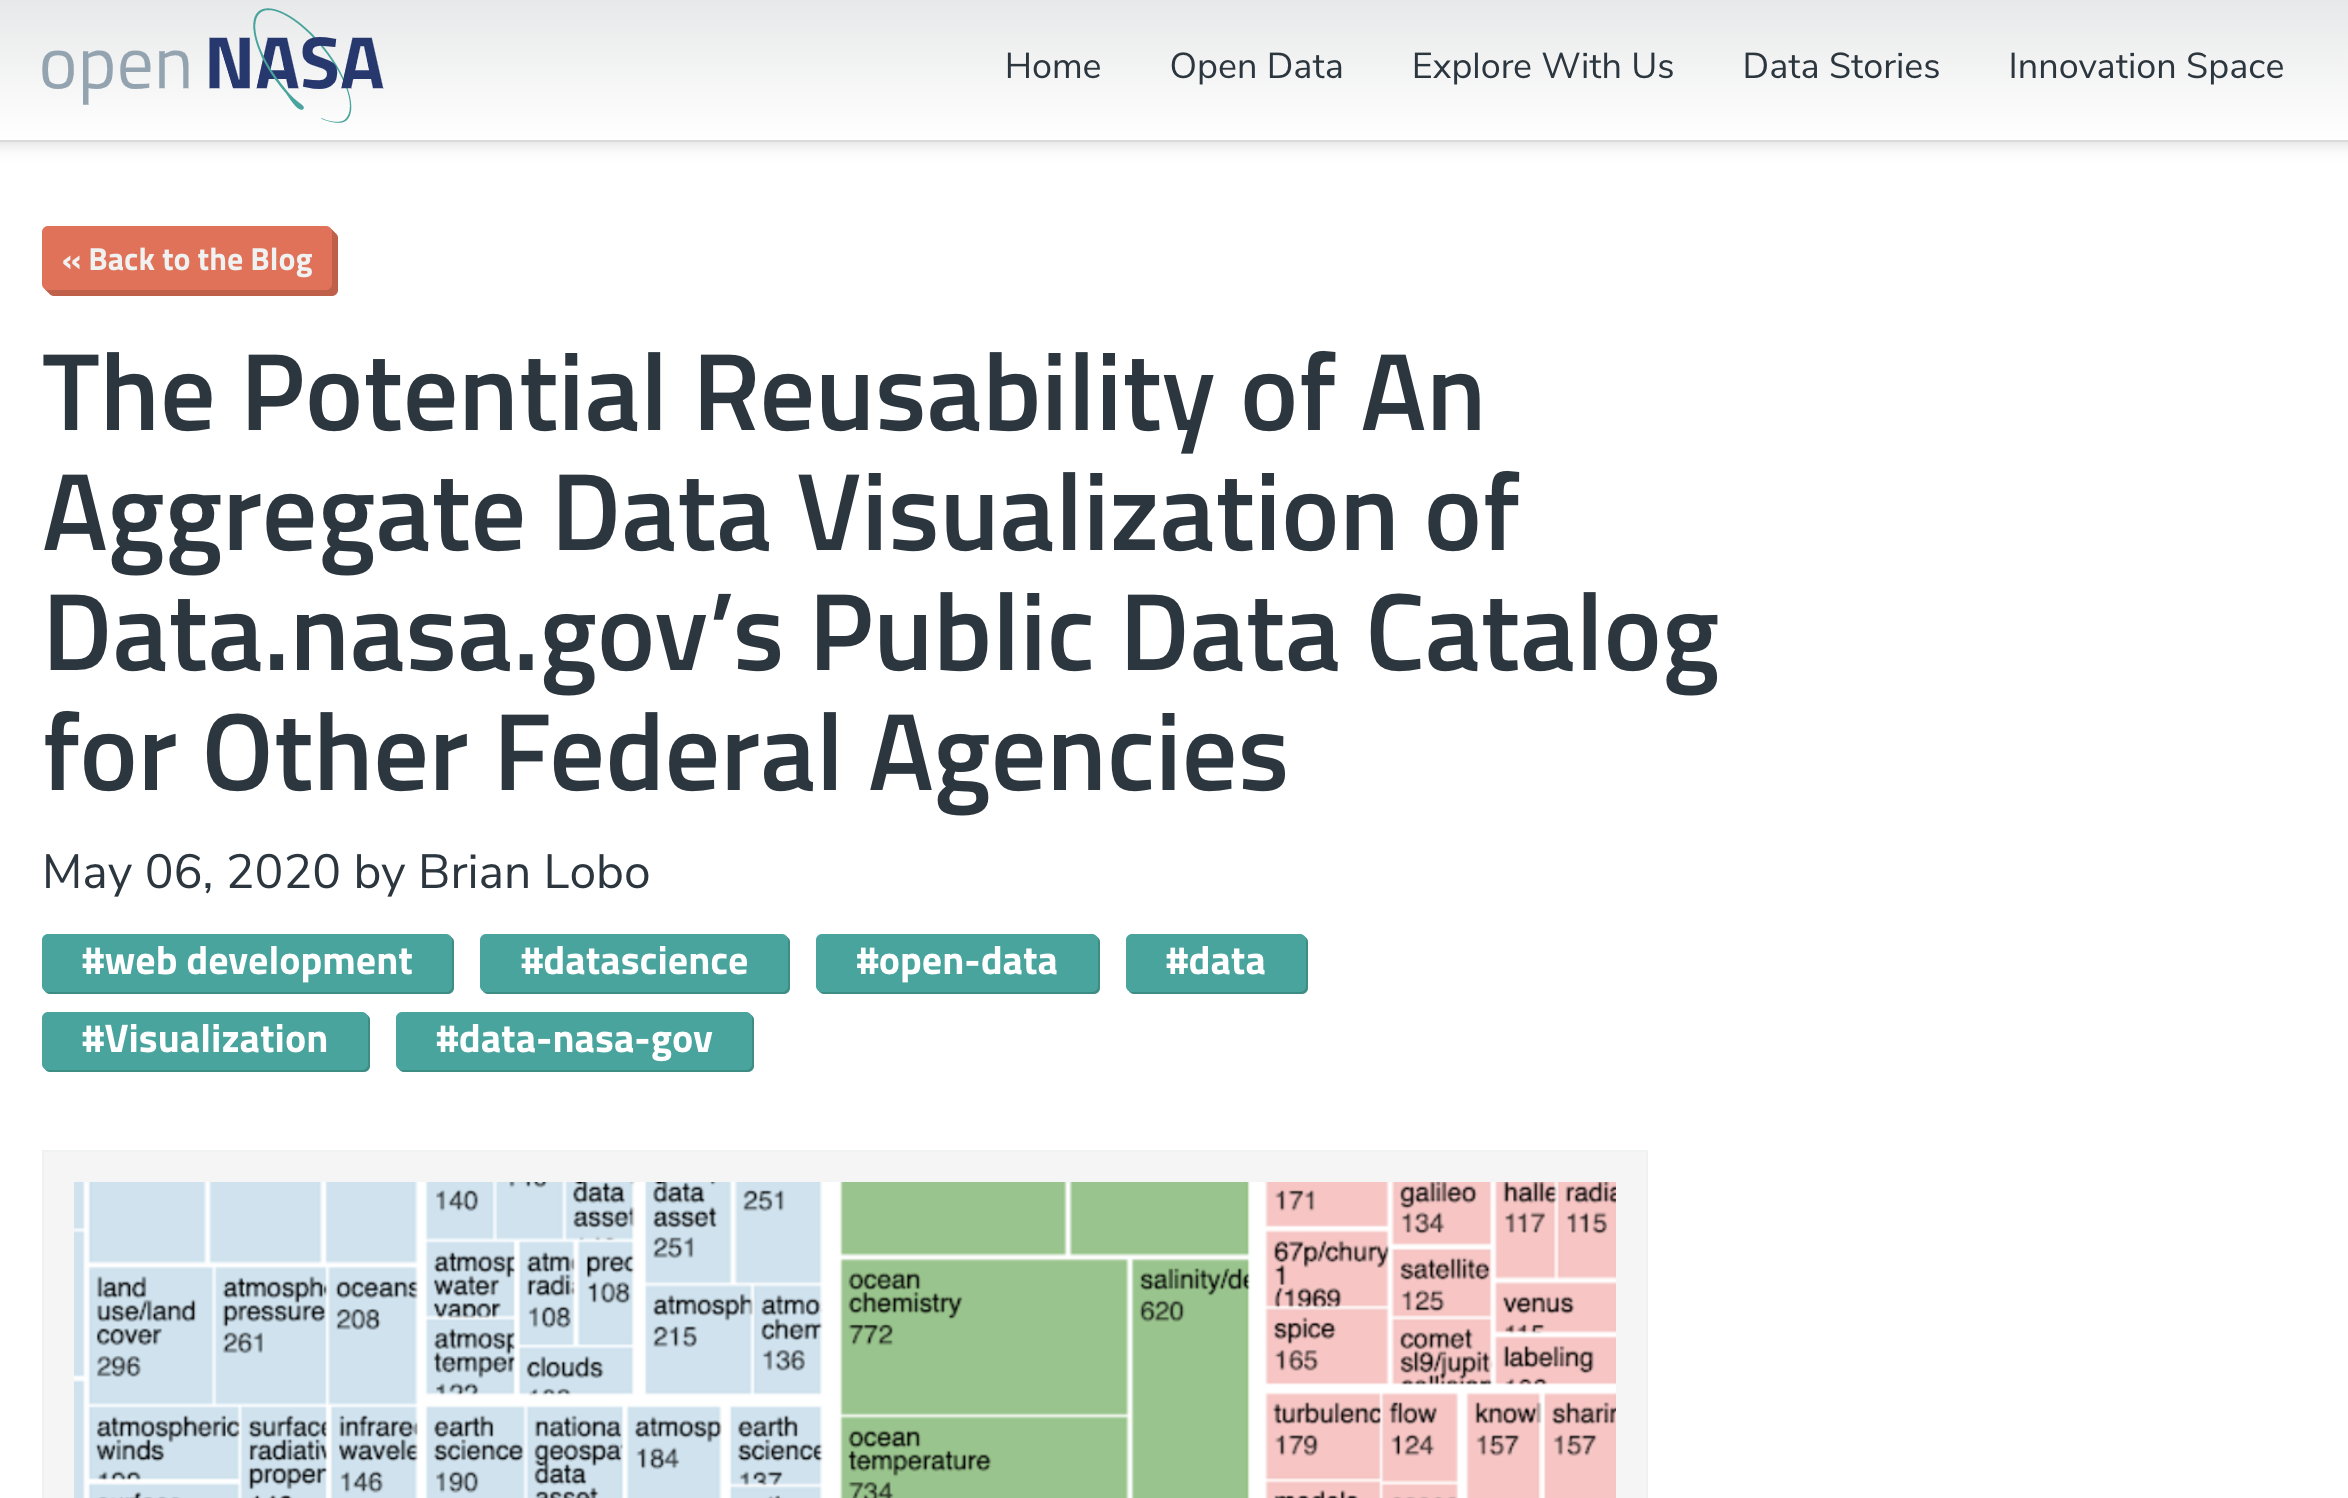 open NASA
Home Open Data Explore With Us Data Stories Innovation Space
« Back to the Blog
The Potential Reusability of An
Aggregate Data Visualization of
Data.nasa.gov’s Public Data Catalog
for Other Federal Agencies
May 06, 2020 by Brian Lobo
#web development #datascience #open-data #data
#Visualization #data-nasa-gov
140
data
asset
data
asset
251
251
land
use/land
cover
296
atmosph
pressure
261
oceans
208
atmosp
water
vapor
atm
radi
108
prec
108
atmosp
temper
clouds
atmosph
215
atmo
chem
136
atmospheric
winds
surface
radiativ
proper
infrare
wavele
146
earth
science
190
nationa
geospa
data
asset
atmosp
184
earth
science
137
ocean
chemistry
772
salinity/de
620
ocean
temperature
734
171
galileo
134
halle
117
radia
115
67p/chury
1
(1969
satellite
125
venus
spice
165
comet
sl9/jupit
collision
labeling
turbulenc
179
flow
124
knowl
157
sharin
157
models